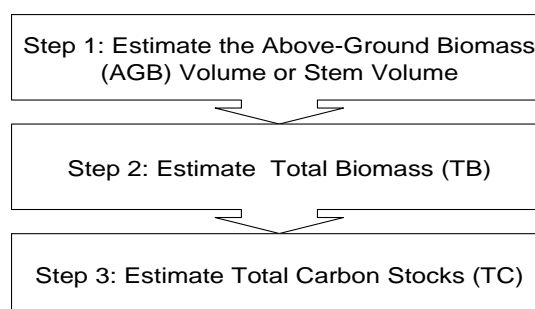 Step 1: Estimate the Above-Ground Biomass
(AGB) Volume or Stem Volume
Step 2: Estimate Total Biomass (TB)
Step 3: Estimate Total Carbon Stocks (TC)